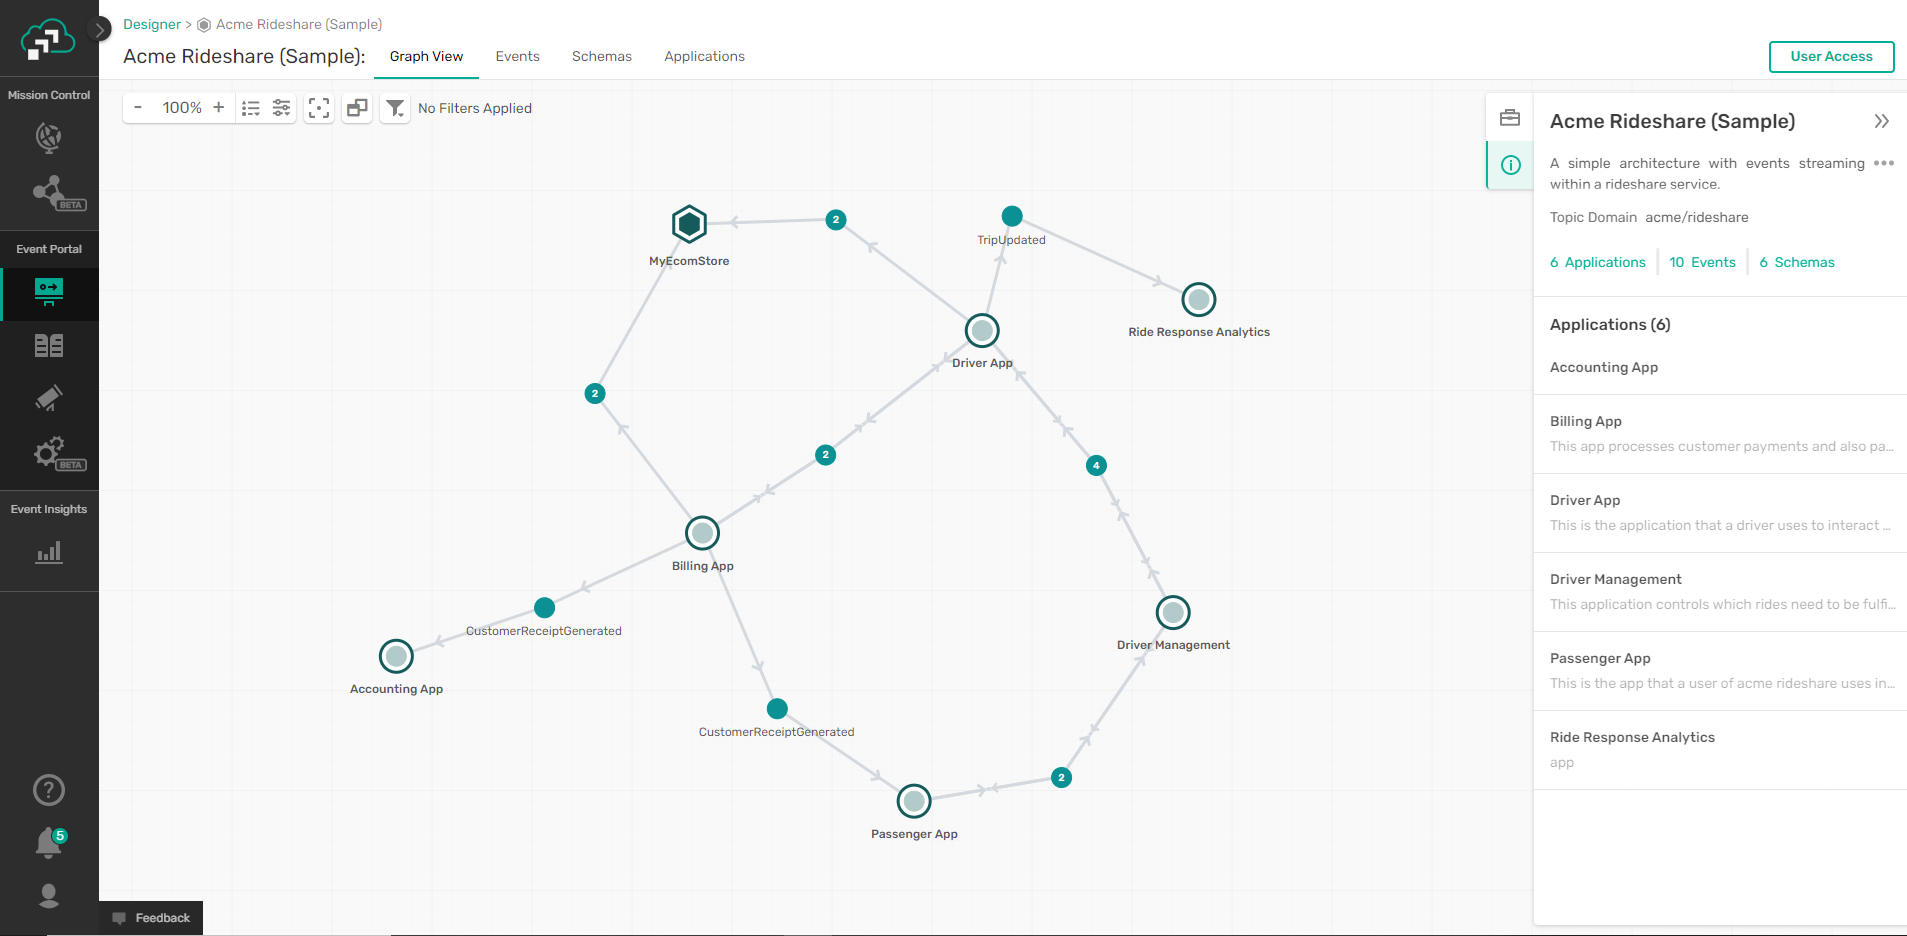 Designer > Acme Rideshare (Sample)
Acme Rideshare (Sample): Graph View Events Schemas Applications
User Access
Mission Control
BETA
Event Portal
BETA
Event Insights
5
Feedback
- 100% + No Filters Applied
MyEcomStore
2
TripUpdated
Ride Response Analytics
Driver App
2
2
4
Billing App
CustomerReceiptGenerated
Driver Management
Accounting App
CustomerReceiptGenerated
2
Passenger App
Acme Rideshare (Sample)
A simple architecture with events streaming
within a rideshare service.
Topic Domain acme/rideshare
6 Applications 10 Events 6 Schemas
Applications (6)
Accounting App
Billing App
This app processes customer payments and also pa...
Driver App
This is the application that a driver uses to interact ...
Driver Management
This application controls which rides need to be fulfi...
Passenger App
This is the app that a user of acme rideshare uses in...
Ride Response Analytics
app